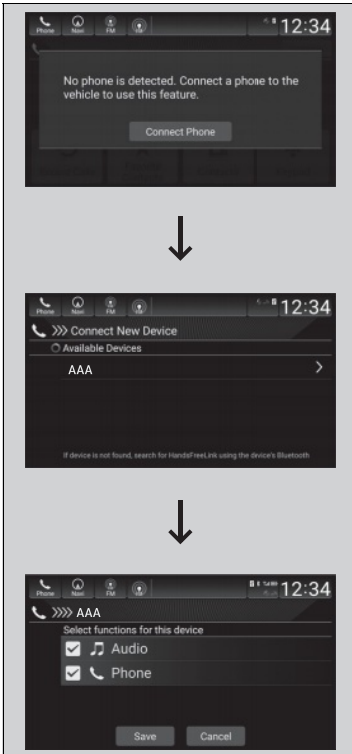 Phone Navi FM 12:34
No phone is detected. Connect a phone to the
vehicle to use this feature.
Connect Phone
Phone Navi FM 12:34
Connect New Device
Available Devices
AAA
If device is not found, search for HandsFreeLink using the device's Bluetooth
Phone Navi FM 12:34
AAA
Select functions for this device
Audio
Phone
Save Cancel